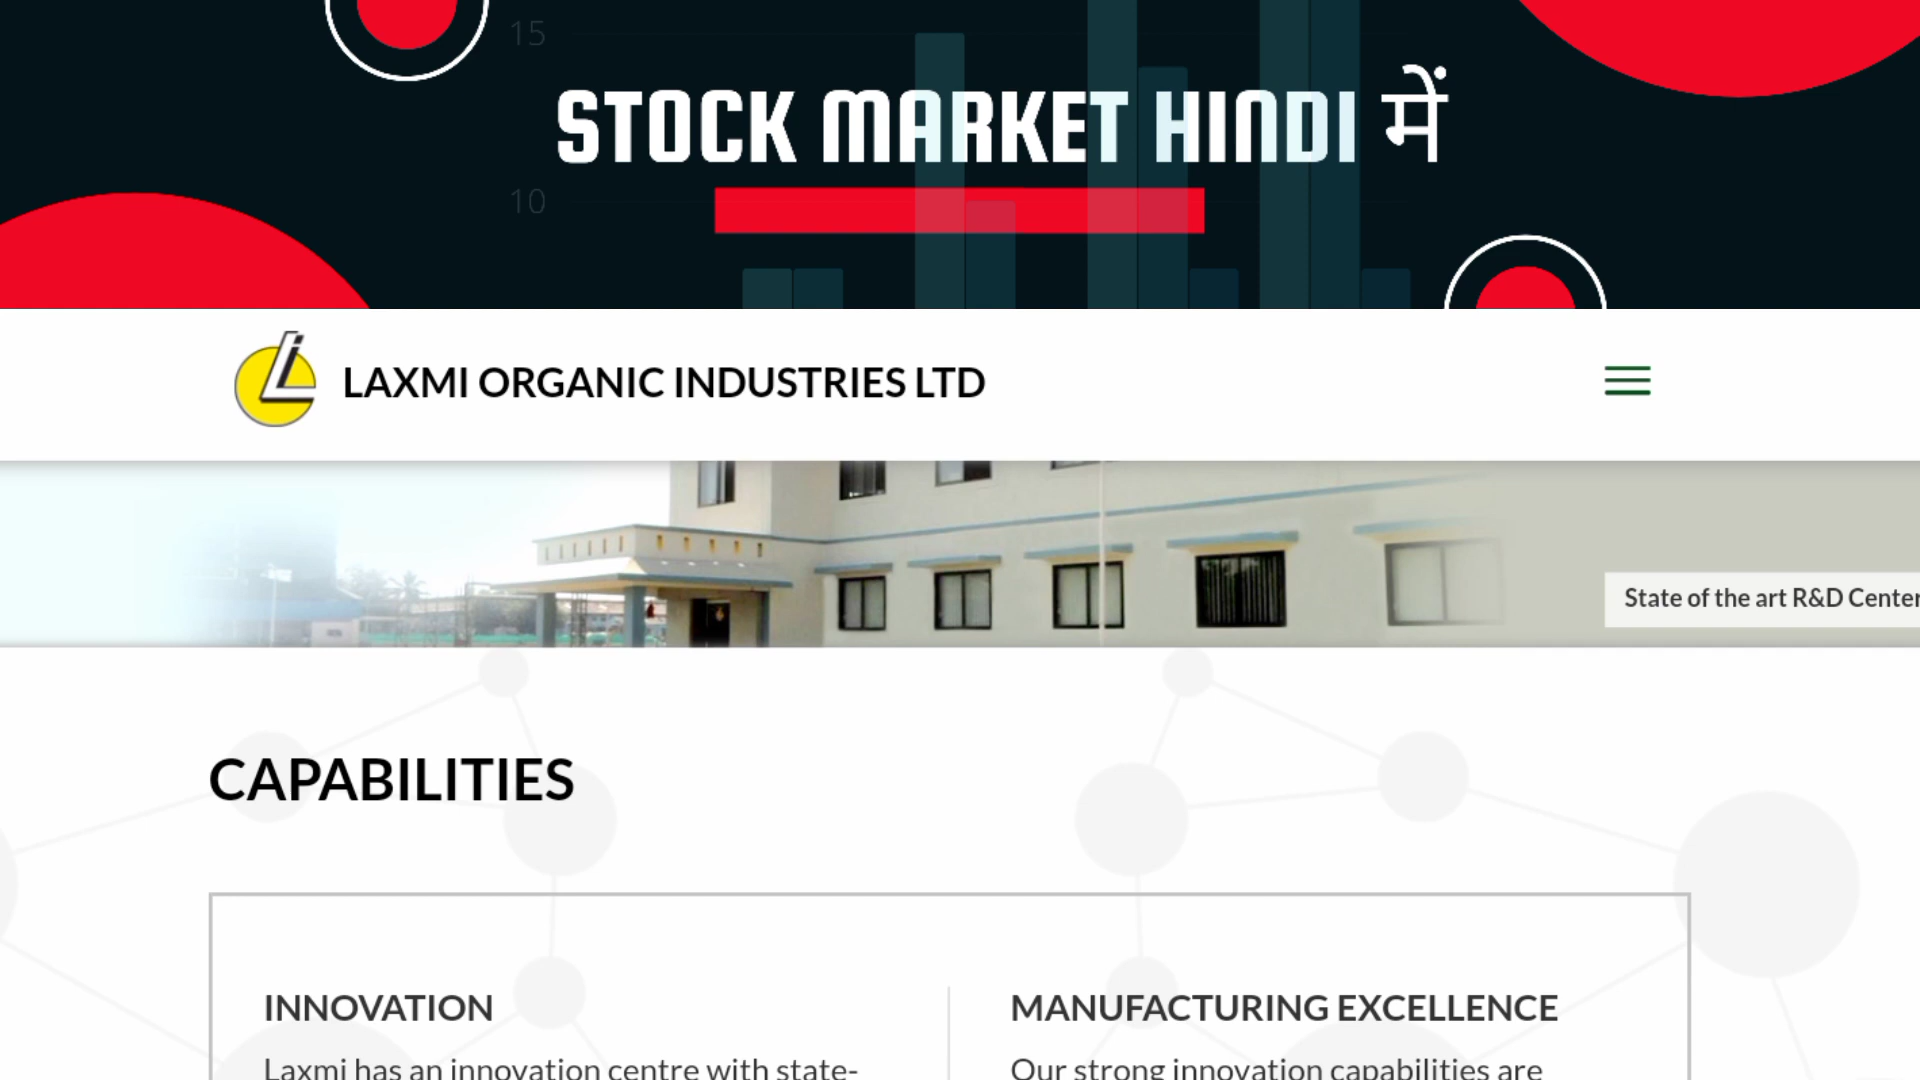 15
STOCK MARKET HINDI में
10
LAXMI ORGANIC INDUSTRIES LTD
State of the art R&D Center
CAPABILITIES
INNOVATION
Laxmi has an innovation centre with state-
MANUFACTURING EXCELLENCE
Our strong innovation capabilities are